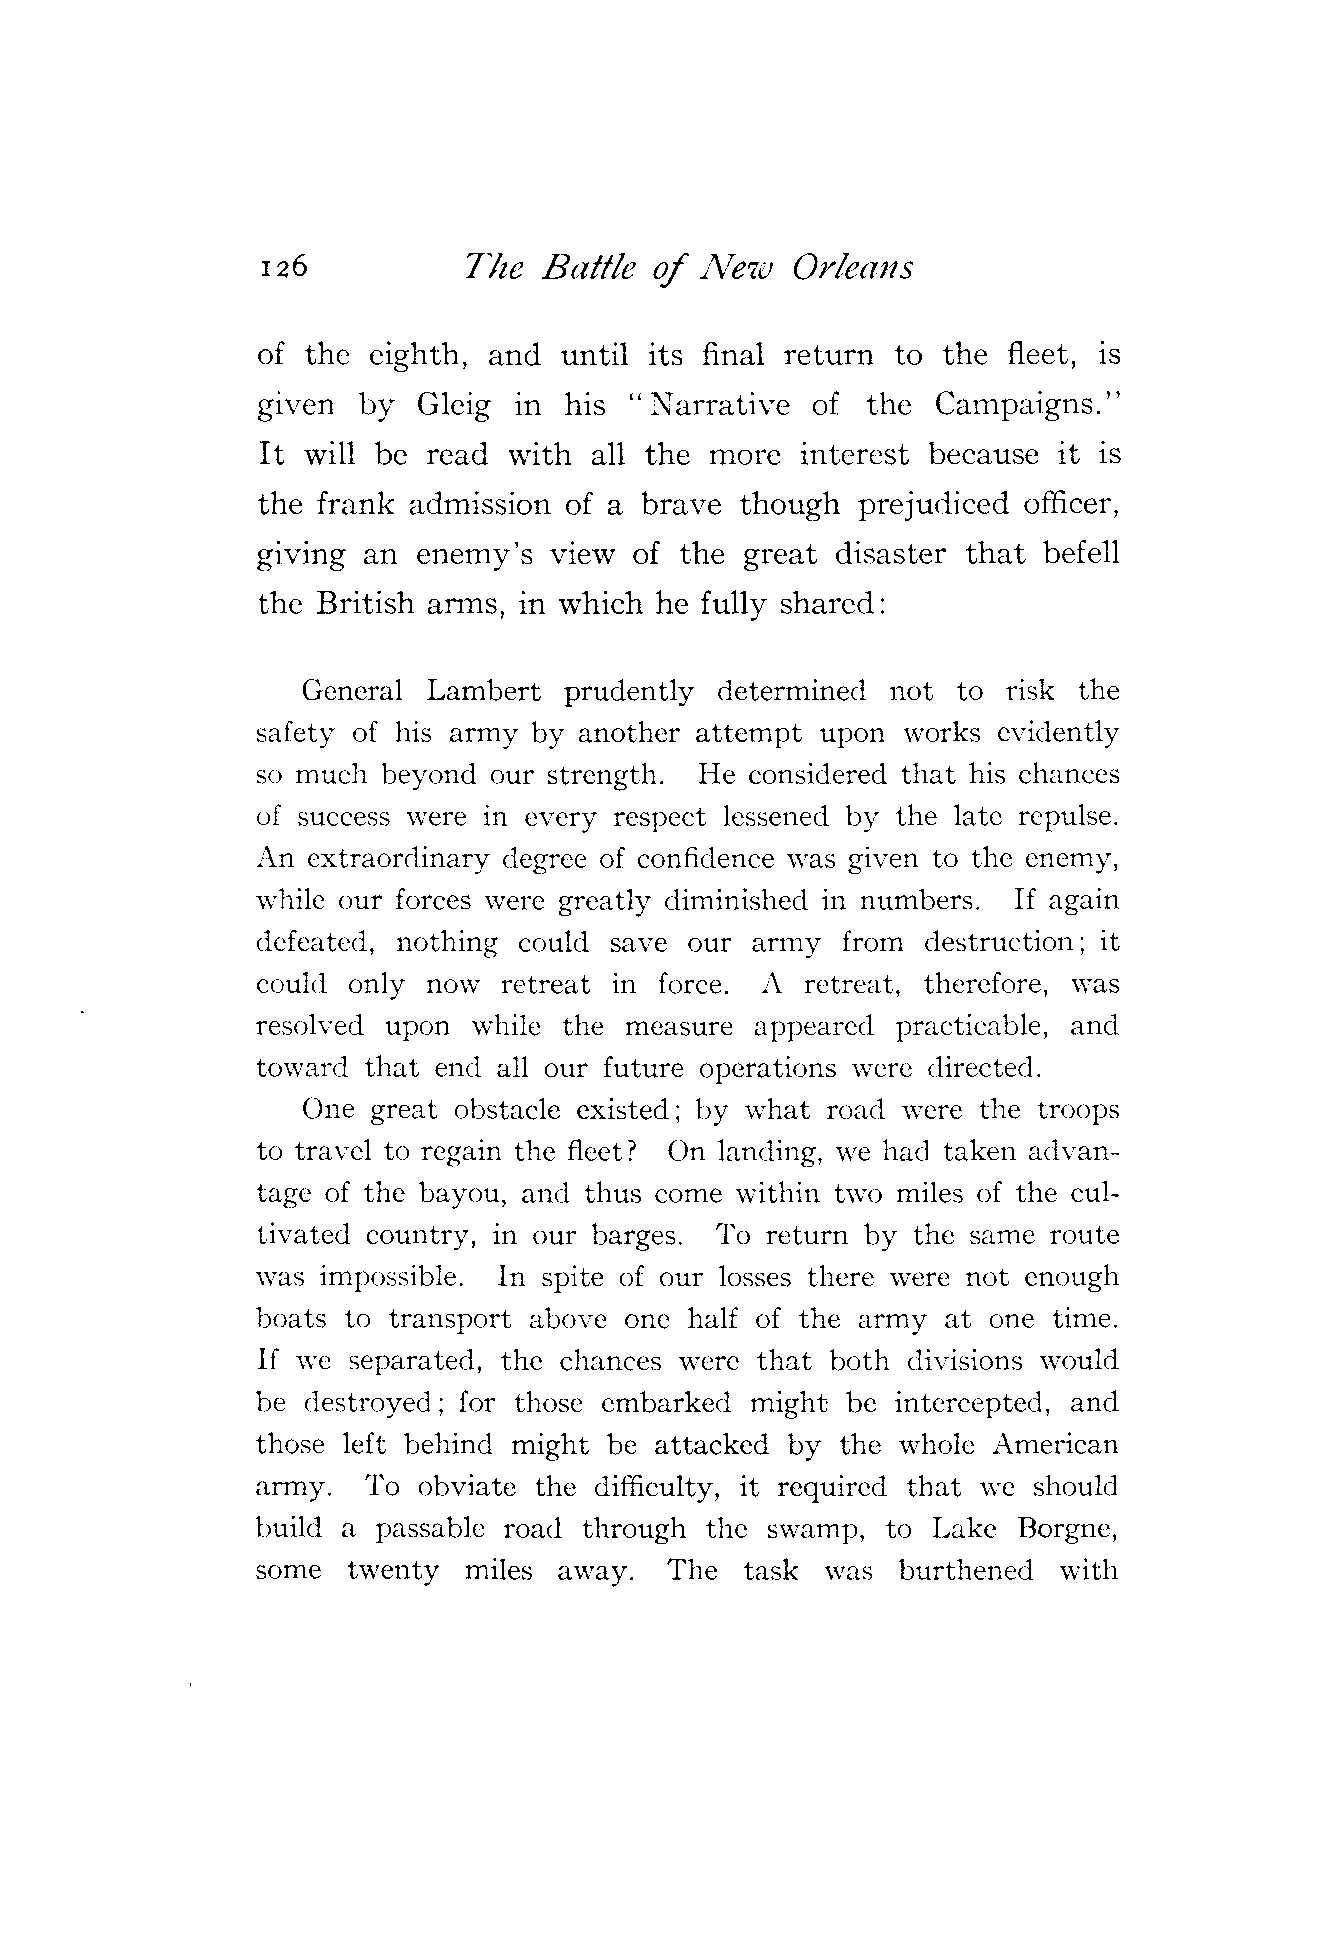 126 The Battle of New Orleans
of the eighth, and until its final return to the fleet, is
given by Gleig in his "Narrative of the Campaigns."
It will be read with all the more interest because it is
the frank admission of a brave though prejudiced officer,
giving an enemy's view of the great disaster that befell
the British arms, in which he fully shared:
General Lambert prudently determined not to risk the
safety of his army by another attempt upon works evidently
so much beyond our strength. He considered that his chances
of success were in every respect lessened by the late repulse.
An extraordinary degree of confidence was given to the enemy,
while our forces were greatly diminished in numbers. If again
defeated, nothing could save our army from destruction; it
could only now retreat in force. A retreat, therefore, was
resolved upon while the measure appeared practicable, and
toward that end all our future operations were directed.
One great obstacle existed; by what road were the troops
to travel to regain the fleet? On landing, we had taken advan-
tage of the bayou, and thus come within two miles of the cul-
tivated country, in our barges. To return by the same route
was impossible. In spite of our losses there were not enough
boats to transport above one half of the army at one time.
If we separated, the chances were that both divisions would
be destroyed; for those embarked might be intercepted, and
those left behind might be attacked by the whole American
army. To obviate the difficulty, it required that we should
build a passable road through the swamp, to Lake Borgne,
some twenty miles away. The task was burthened with